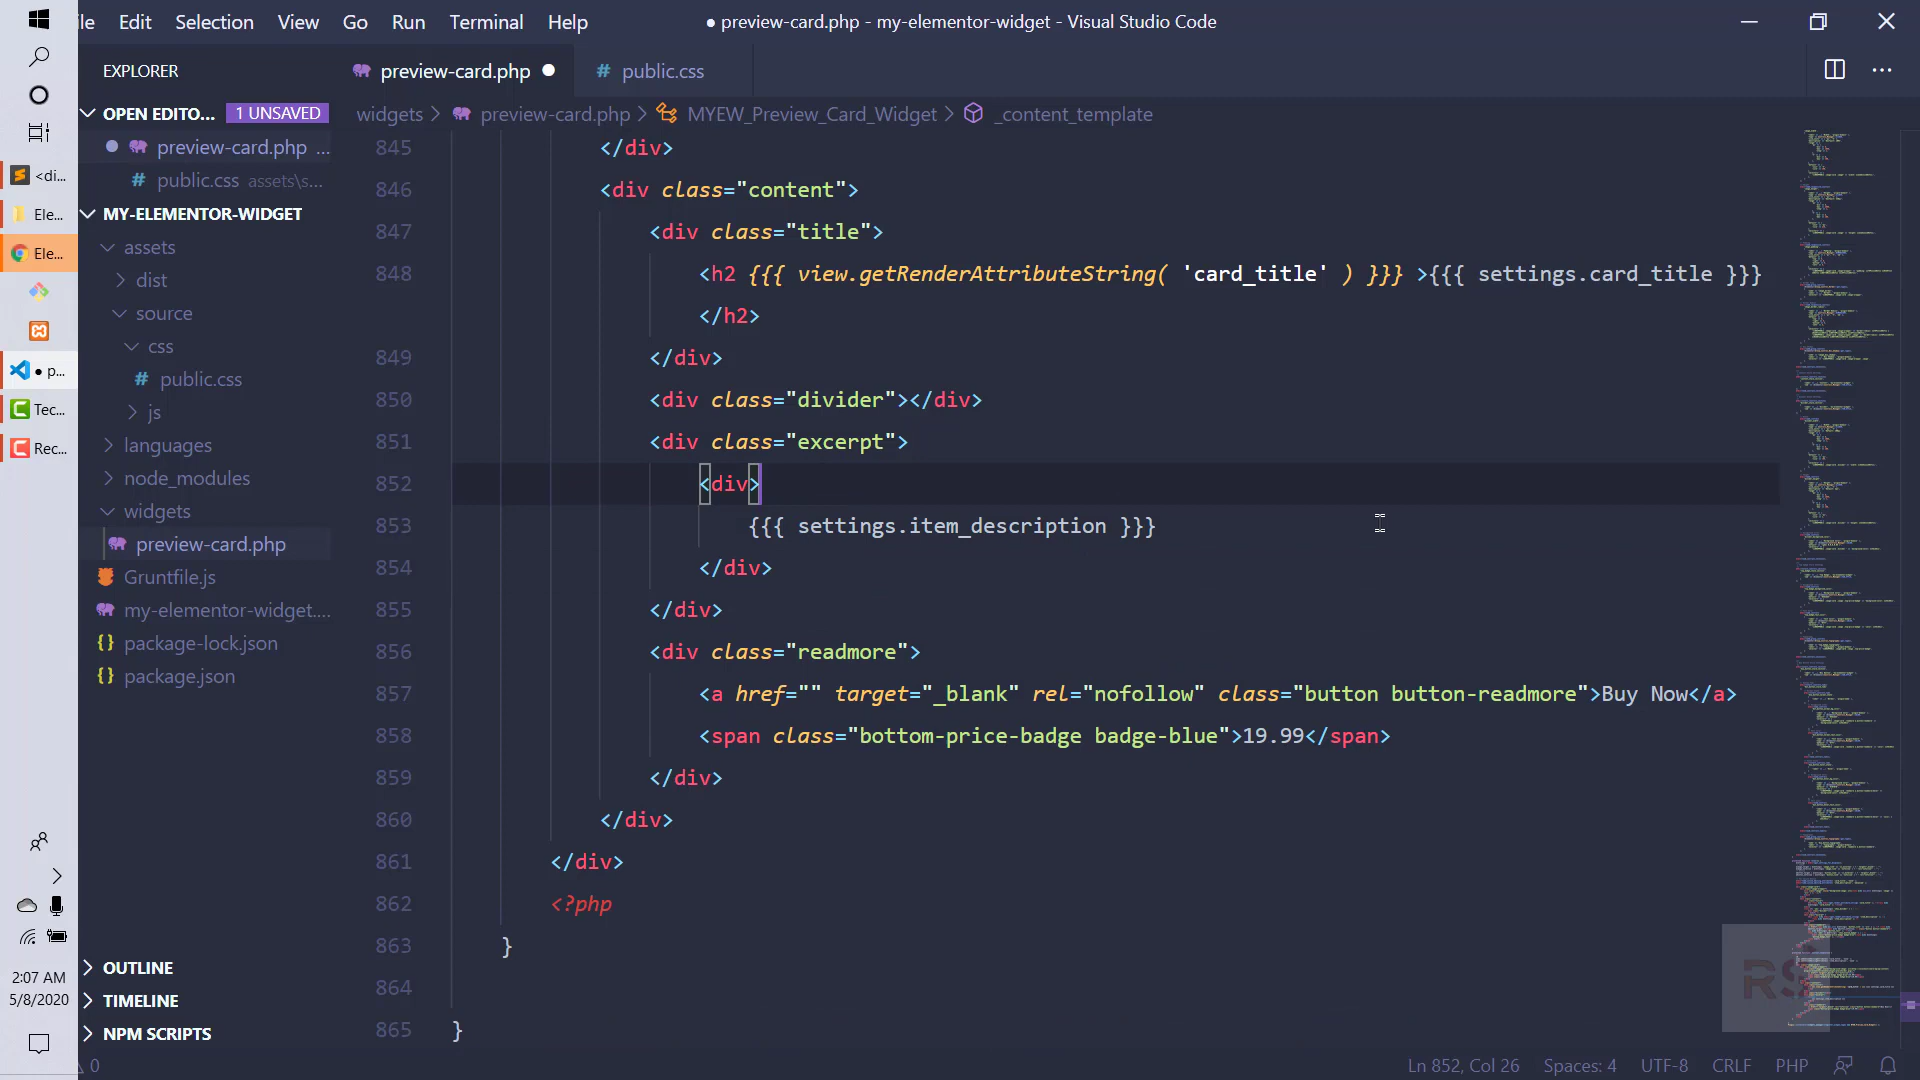 le Edit Selection View Go Run Terminal Help
● preview-card.php - my-elementor-widget - Visual Studio Code
EXPLORER
preview-card.php
# public.css
OPEN EDITO... 1 UNSAVED
preview-card.php ...
# public.css assets\s...
MY-ELEMENTOR-WIDGET
assets
dist
source
css
# public.css
js
languages
node_modules
widgets
preview-card.php
Gruntfile.js
my-elementor-widget....
{} package-lock.json
{} package.json
OUTLINE
TIMELINE
NPM SCRIPTS
<di...
Ele...
Ele...
● p...
Tec...
Rec...
2:07 AM
5/8/2020
widgets > preview-card.php > MYEW_Preview_Card_Widget > _content_template
845 </div>
846 <div class="content">
847 <div class="title">
848 <h2 {{{ view.getRenderAttributeString( 'card_title' ) }}} >{{{ settings.card_title }}}
</h2>
849 </div>
850 <div class="divider"></div>
851 <div class="excerpt">
852 <div>
853 {{{ settings.item_description }}}
854 </div>
855 </div>
856 <div class="readmore">
857 <a href="" target="_blank" rel="nofollow" class="button button-readmore">Buy Now</a>
858 <span class="bottom-price-badge badge-blue">19.99</span>
859 </div>
860 </div>
861 </div>
862 <?php
863 }
864
865 }
RS
0
Ln 852, Col 26 Spaces: 4 UTF-8 CRLF PHP